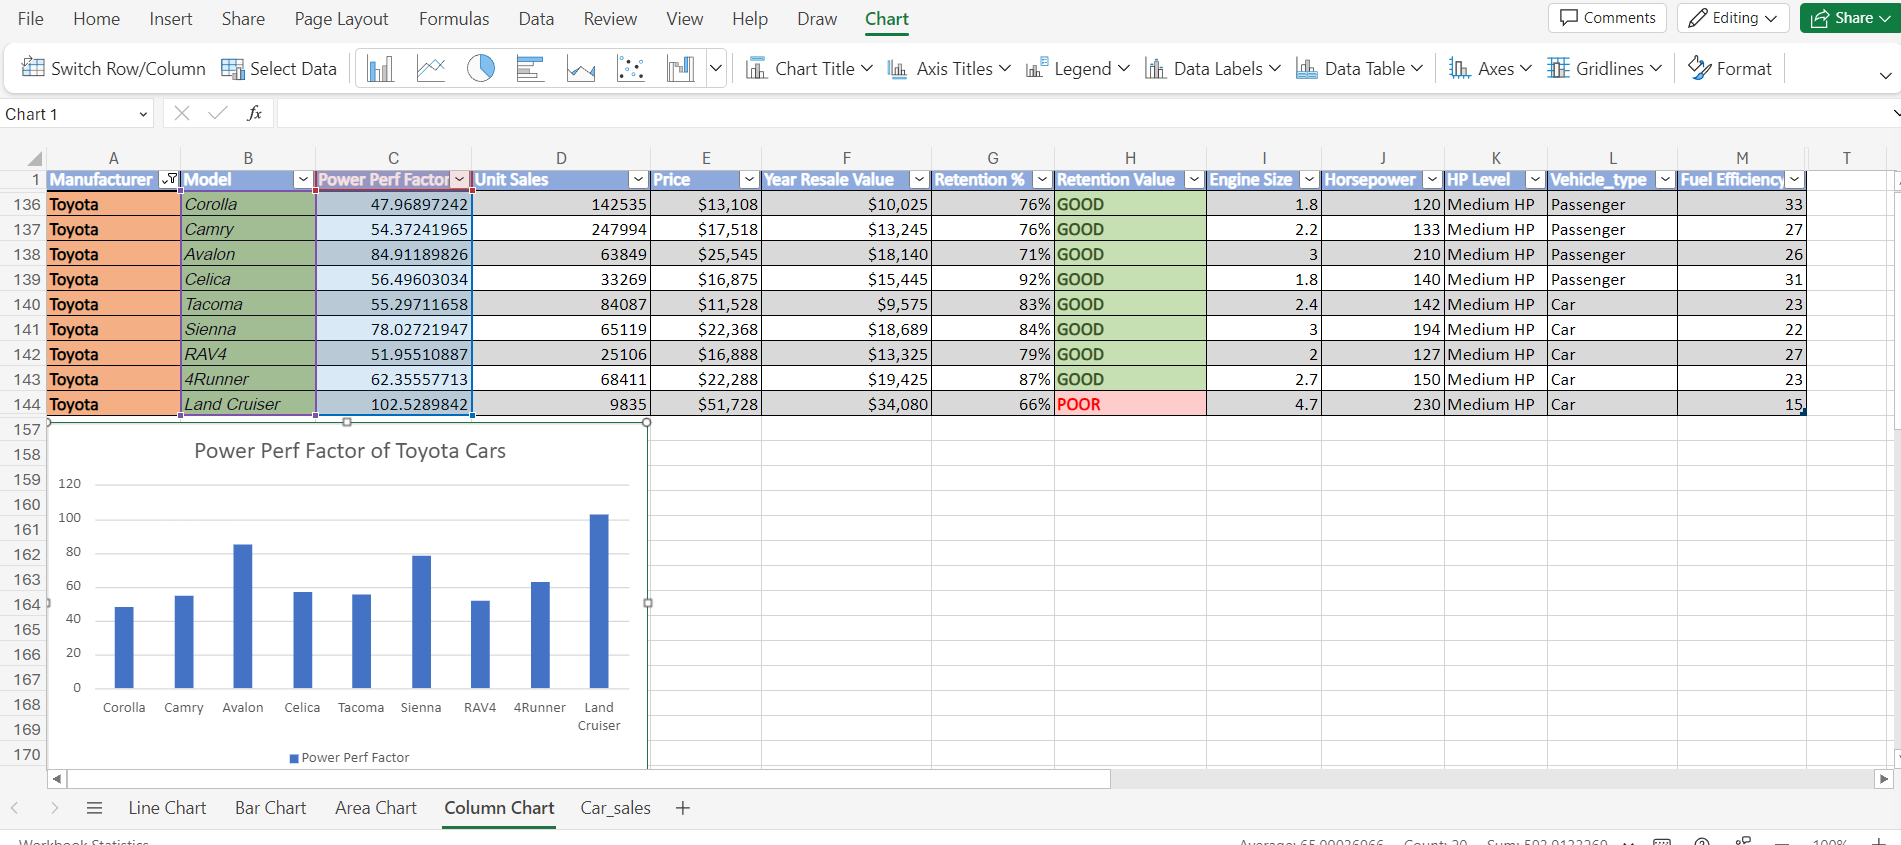 File Home Insert Share Page Layout Formulas Data Review View Help Draw Chart Comments Editing Share
Switch Row/Column Select Data Chart Title Axis Titles Legend Data Labels Data Table Axes Gridlines Format
Chart 1 fx
A B C D E F G H I J K L M T
1 Manufacturer Model Power Perf Factor Unit Sales Price Year Resale Value Retention % Retention Value Engine Size Horsepower HP Level Vehicle_type Fuel Efficiency
136 Toyota Corolla 47.96897242 142535 $13,108 $10,025 76% GOOD 1.8 120 Medium HP Passenger 33
137 Toyota Camry 54.37241965 247994 $17,518 $13,245 76% GOOD 2.2 133 Medium HP Passenger 27
138 Toyota Avalon 84.91189826 63849 $25,545 $18,140 71% GOOD 3 210 Medium HP Passenger 26
139 Toyota Celica 56.49603034 33269 $16,875 $15,445 92% GOOD 1.8 140 Medium HP Passenger 31
140 Toyota Tacoma 55.29711658 84087 $11,528 $9,575 83% GOOD 2.4 142 Medium HP Car 23
141 Toyota Sienna 78.02721947 65119 $22,368 $18,689 84% GOOD 3 194 Medium HP Car 22
142 Toyota RAV4 51.95510887 25106 $16,888 $13,325 79% GOOD 2 127 Medium HP Car 27
143 Toyota 4Runner 62.35557713 68411 $22,288 $19,425 87% GOOD 2.7 150 Medium HP Car 23
144 Toyota Land Cruiser 102.5289842 9835 $51,728 $34,080 66% POOR 4.7 230 Medium HP Car 15
157
158
159
160
161
162
163
164
165
166
167
168
169
170
Power Perf Factor of Toyota Cars
120
100
80
60
40
20
0
Corolla Camry Avalon Celica Tacoma Sienna RAV4 4Runner Land Cruiser
Power Perf Factor
Line Chart Bar Chart Area Chart Column Chart Car_sales
Workbook Statistics 100%